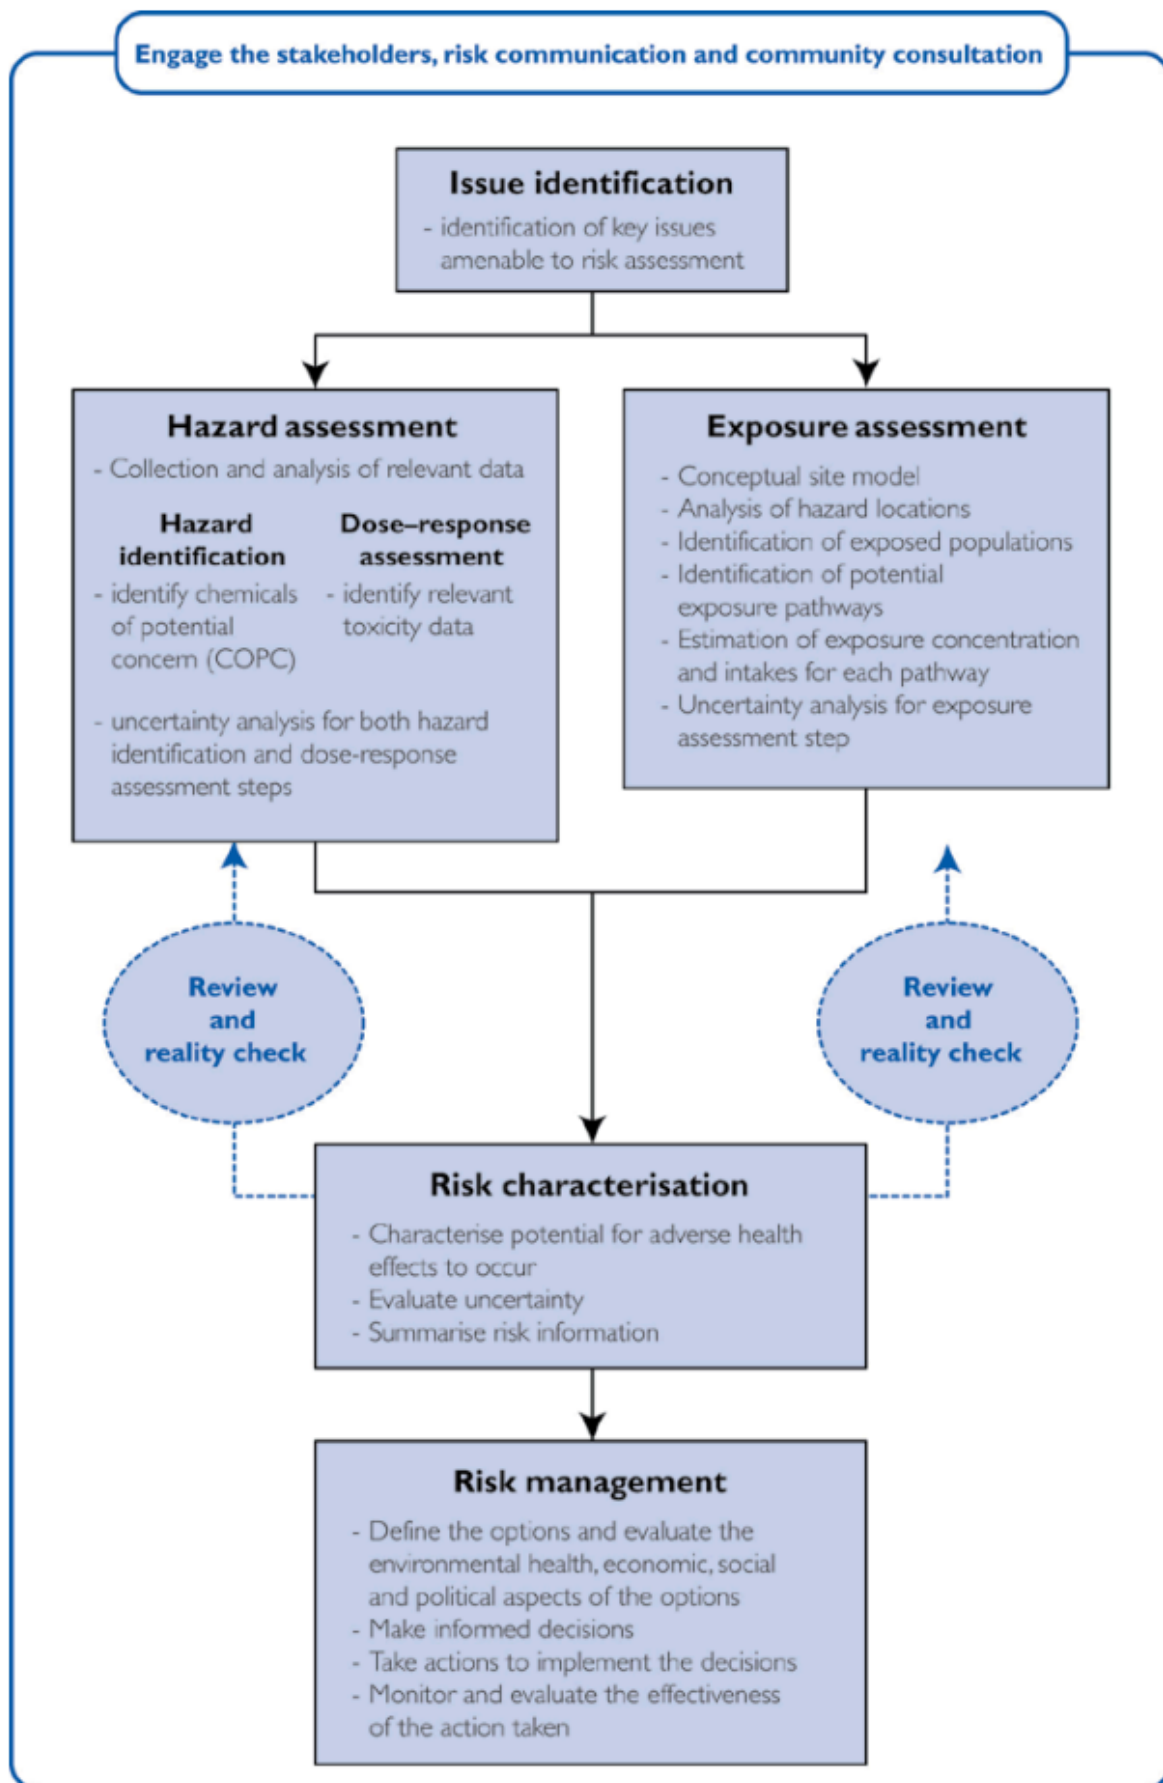 Engage the stakeholders, risk communication and community consultation
Issue identification
- identification of key issues
amenable to risk assessment
Hazard assessment
- Collection and analysis of relevant data
Hazard
identification
- identify chemicals
of potential
concern (COPC)
Dose–response
assessment
- identify relevant
toxicity data
- uncertainty analysis for both hazard
identification and dose-response
assessment steps
Exposure assessment
- Conceptual site model
- Analysis of hazard locations
- Identification of exposed populations
- Identification of potential
exposure pathways
- Estimation of exposure concentration
and intakes for each pathway
- Uncertainty analysis for exposure
assessment step
Review
and
reality check
Review
and
reality check
Risk characterisation
- Characterise potential for adverse health
effects to occur
- Evaluate uncertainty
- Summarise risk information
Risk management
- Define the options and evaluate the
environmental health, economic, social
and political aspects of the options
- Make informed decisions
- Take actions to implement the decisions
- Monitor and evaluate the effectiveness
of the action taken